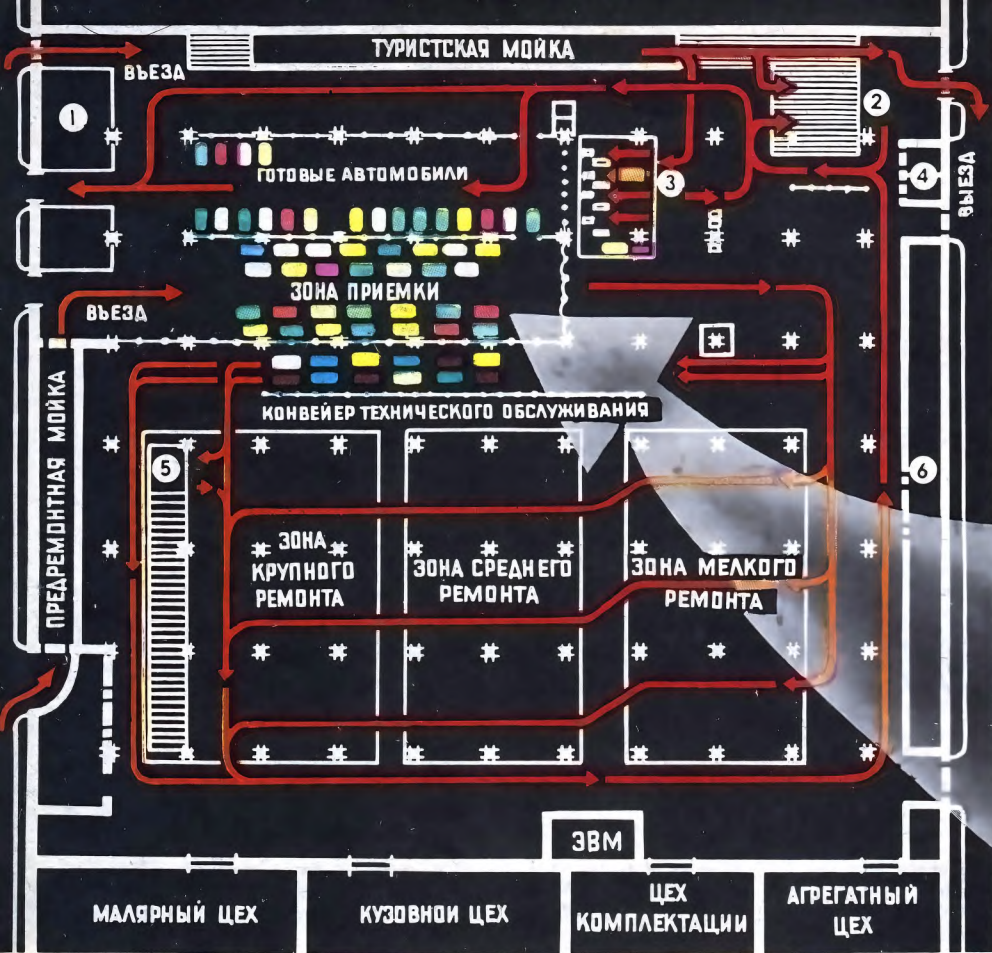 ТУРИСТСКАЯ МОЙКА
ВЪЕЗД
1
2
ГОТОВЫЕ АВТОМОБИЛИ
3
4
ВЫЕЗД
ЗОНА ПРИЕМКИ
ВЪЕЗД
ПРЕДРЕМОНТНАЯ МОЙКА
КОНВЕЙЕР ТЕХНИЧЕСКОГО ОБСЛУЖИВАНИЯ
5
6
ЗОНА
КРУПНОГО
РЕМОНТА
ЗОНА СРЕДНЕГО
РЕМОНТА
ЗОНА МЕЛКОГО
РЕМОНТА
ЭВМ
МАЛЯРНЫЙ ЦЕХ
КУЗОВНОЙ ЦЕХ
ЦЕХ
КОМПЛЕКТАЦИИ
АГРЕГАТНЫЙ
ЦЕХ